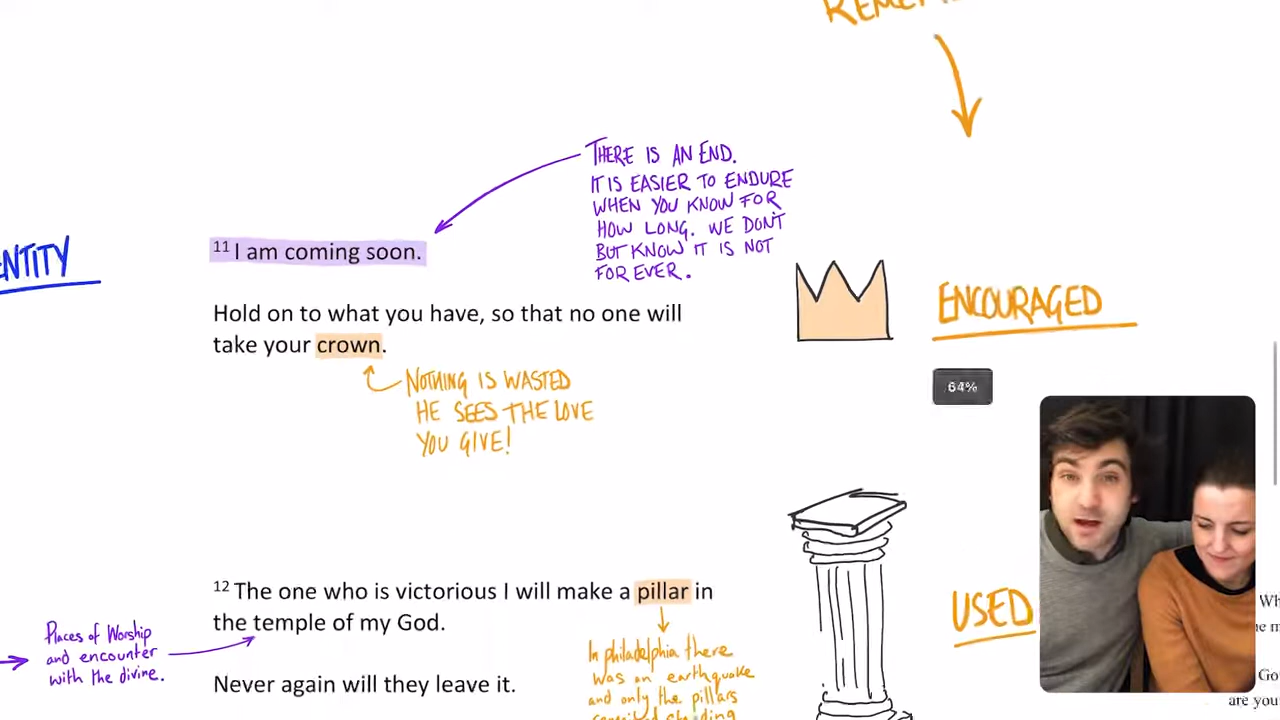 THERE IS AN END.
IT IS EASIER TO ENDURE
WHEN YOU KNOW FOR
HOW LONG. WE DON'T
BUT KNOW IT IS NOT
FOR EVER.
ENTITY
11 I am coming soon.
Hold on to what you have, so that no one will
take your crown.
ENCOURAGED
64%
NOTHING IS WASTED
HE SEES THE LOVE
YOU GIVE!
12 The one who is victorious I will make a pillar in
the temple of my God.
USED
Places of Worship
and encounter
with the divine.
In philadelphia there
was an earthquake
and only the pillars
Never again will they leave it.
are you